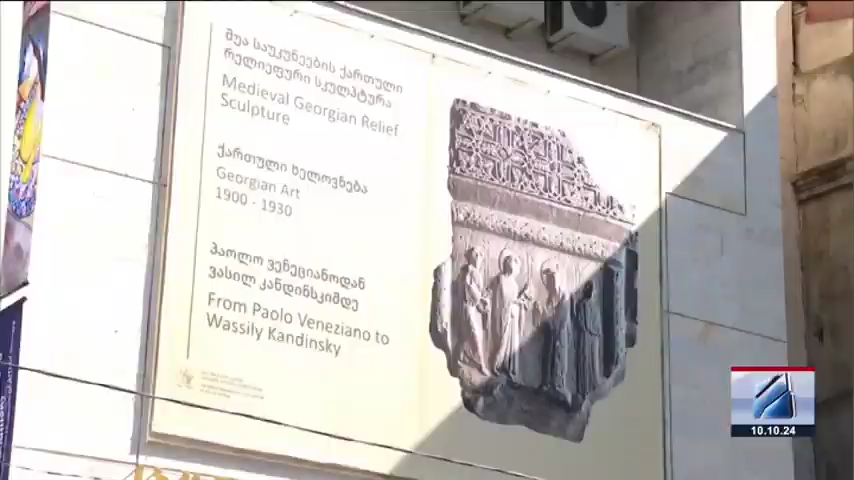 შუა საუკუნეების ქართული
რელიეფური სკულპტურა
Medieval Georgian Relief
Sculpture
ქართული ხელოვნება
Georgian Art
1900 - 1930
პაოლო ვენეციანოდან
ვასილ კანდინსკიმდე
From Paolo Veneziano to
Wassily Kandinsky
10.10.24